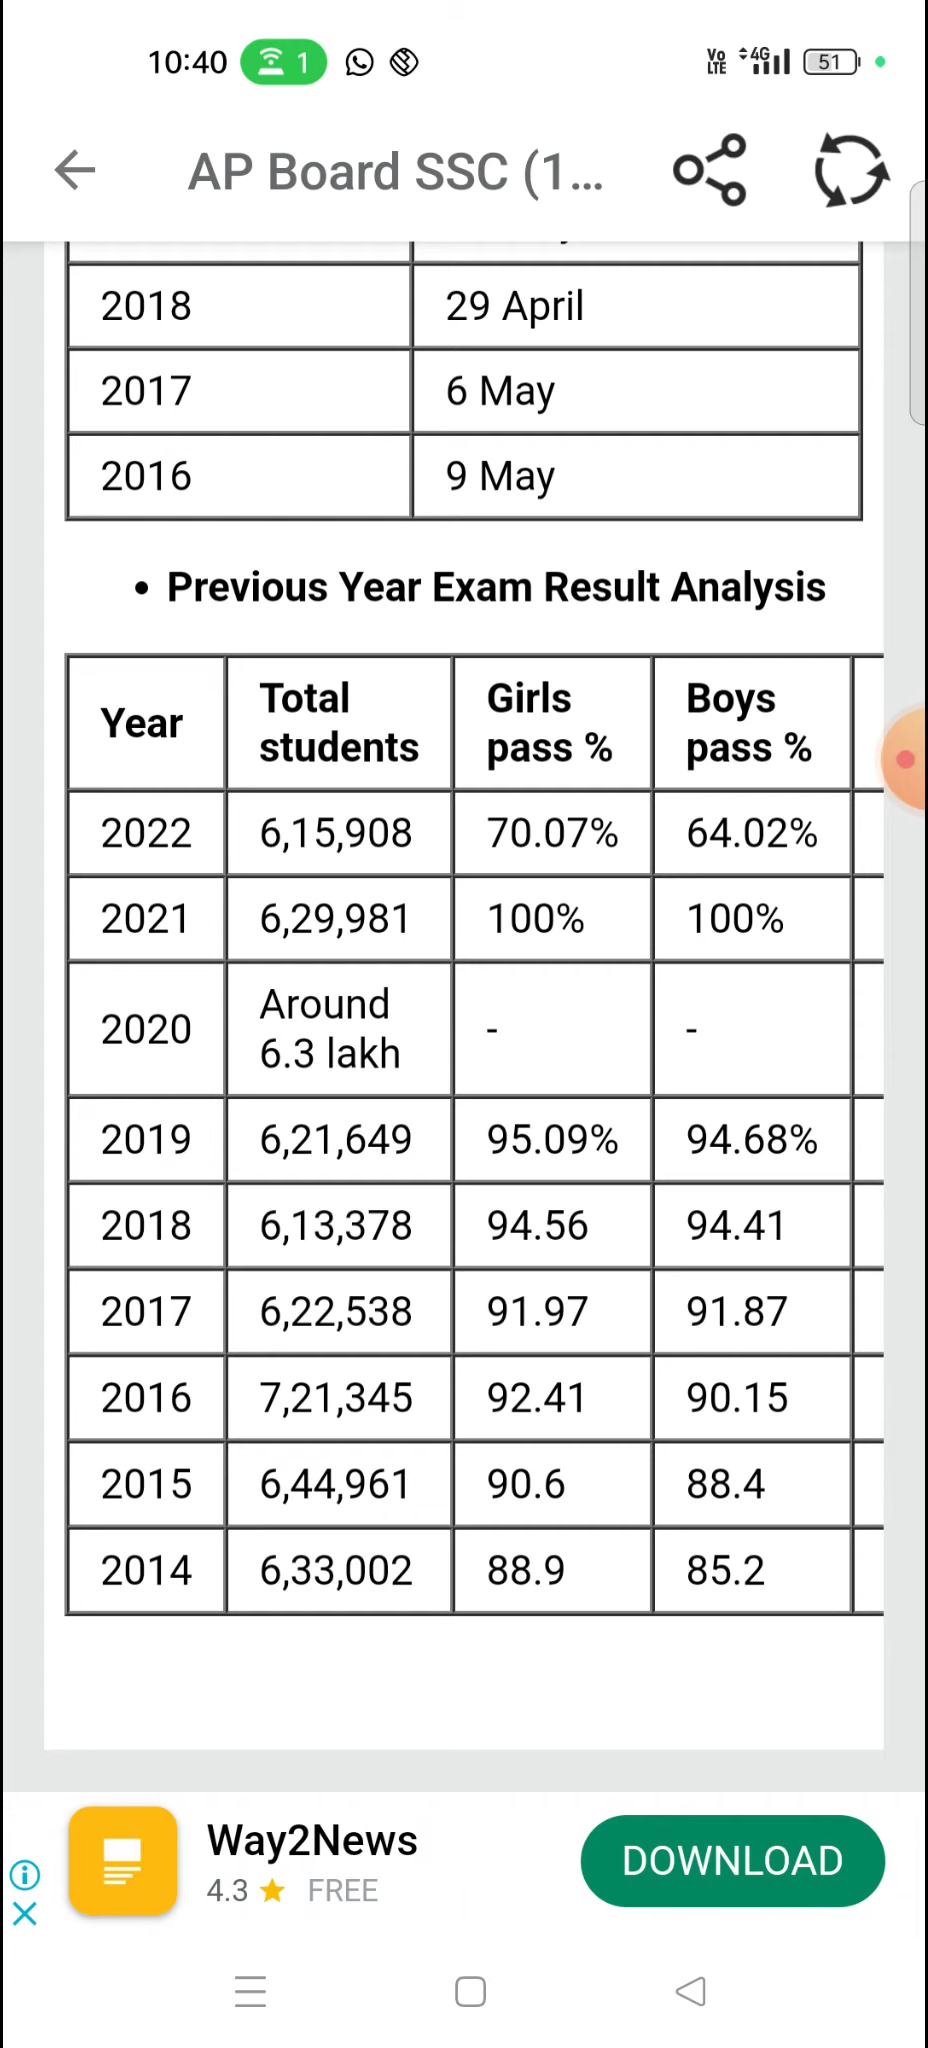 10:40 1 Vo LTE 4G 51
AP Board SSC (1...
2018 29 April
2017 6 May
2016 9 May
• Previous Year Exam Result Analysis
Year Total students Girls pass % Boys pass %
2022 6,15,908 70.07% 64.02%
2021 6,29,981 100% 100%
2020 Around 6.3 lakh - -
2019 6,21,649 95.09% 94.68%
2018 6,13,378 94.56 94.41
2017 6,22,538 91.97 91.87
2016 7,21,345 92.41 90.15
2015 6,44,961 90.6 88.4
2014 6,33,002 88.9 85.2
Way2News
4.3 ★ FREE
DOWNLOAD